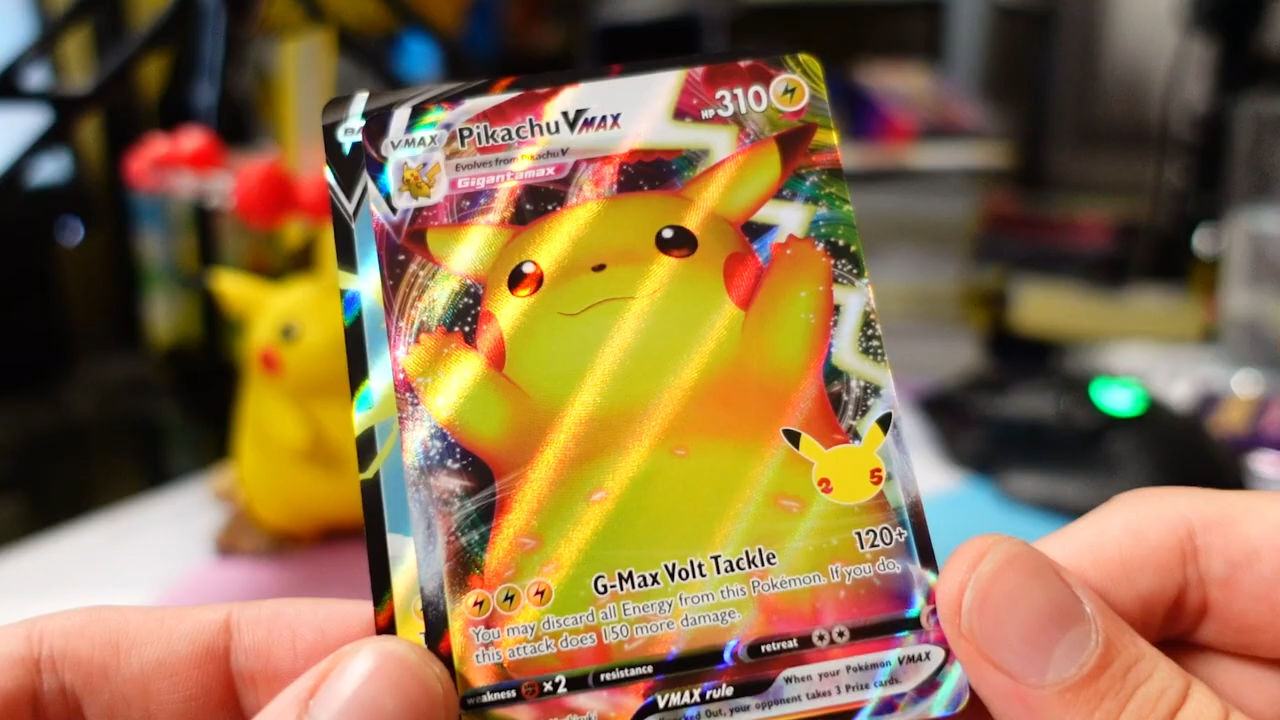 BA
VMAX Pikachu VMAX HP 310
Evolves from Pikachu V
Gigantamax
25
G-Max Volt Tackle 120+
You may discard all Energy from this Pokémon. If you do,
this attack does 150 more damage.
weakness ×2 resistance retreat
VMAX rule When your Pokémon VMAX
Out, your opponent takes 3 Prize cards.